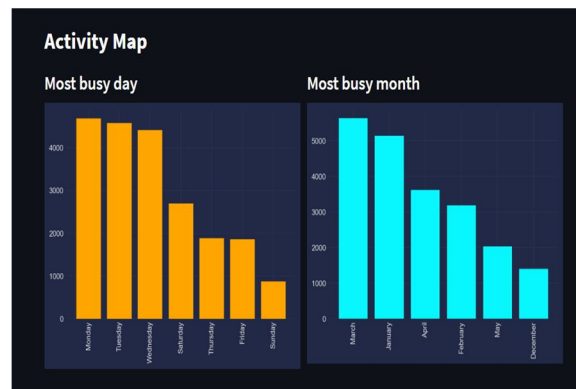 Activity Map
Most busy day
4000
3000
2000
1000
0
Monday
Tuesday
Wednesday
Saturday
Thursday
Friday
Sunday
Most busy month
5000
4000
3000
2000
1000
0
March
January
April
February
May
December